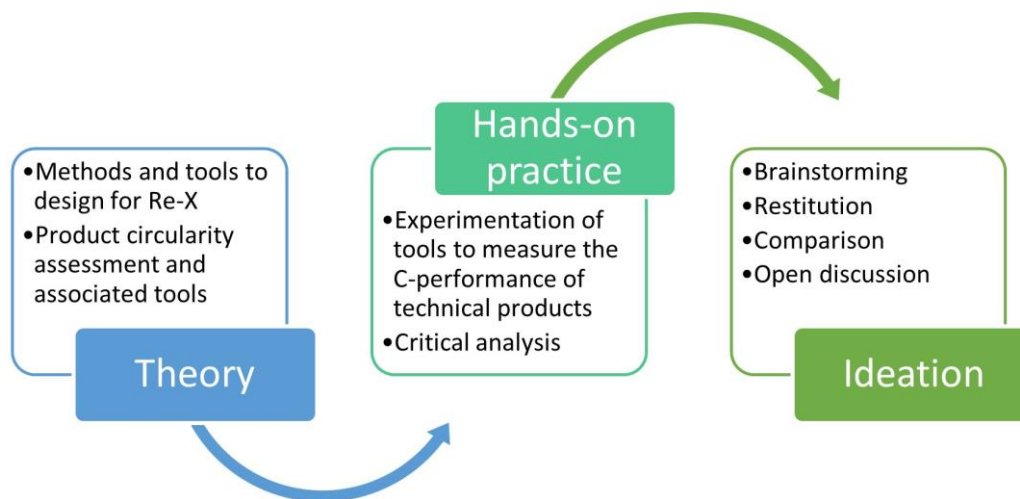 •Methods and tools to
design for Re-X
•Product circularity
assessment and
associated tools
Theory
Hands-on
practice
•Experimentation of
tools to measure the
C-performance of
technical products
•Critical analysis
•Brainstorming
•Restitution
•Comparison
•Open discussion
Ideation